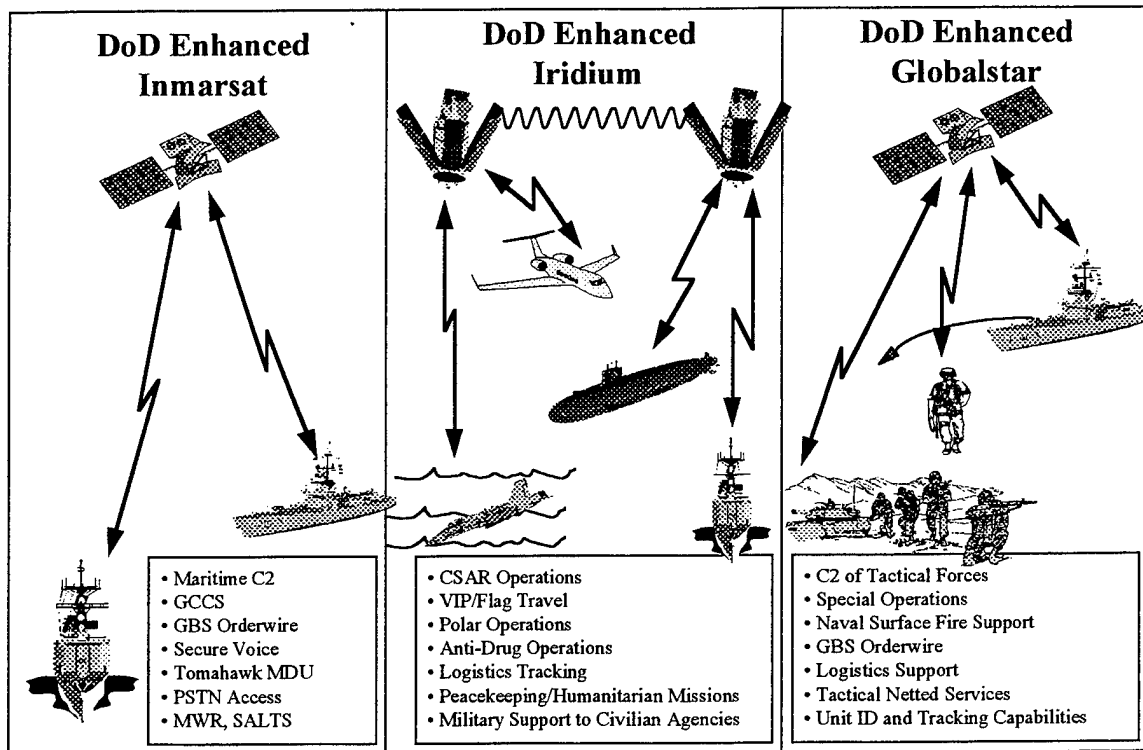 DoD Enhanced
Inmarsat
• Maritime C2
• GCCS
• GBS Orderwire
• Secure Voice
• Tomahawk MDU
• PSTN Access
• MWR, SALTS
DoD Enhanced
Iridium
• CSAR Operations
• VIP/Flag Travel
• Polar Operations
• Anti-Drug Operations
• Logistics Tracking
• Peacekeeping/Humanitarian Missions
• Military Support to Civilian Agencies
DoD Enhanced
Globalstar
• C2 of Tactical Forces
• Special Operations
• Naval Surface Fire Support
• GBS Orderwire
• Logistics Support
• Tactical Netted Services
• Unit ID and Tracking Capabilities